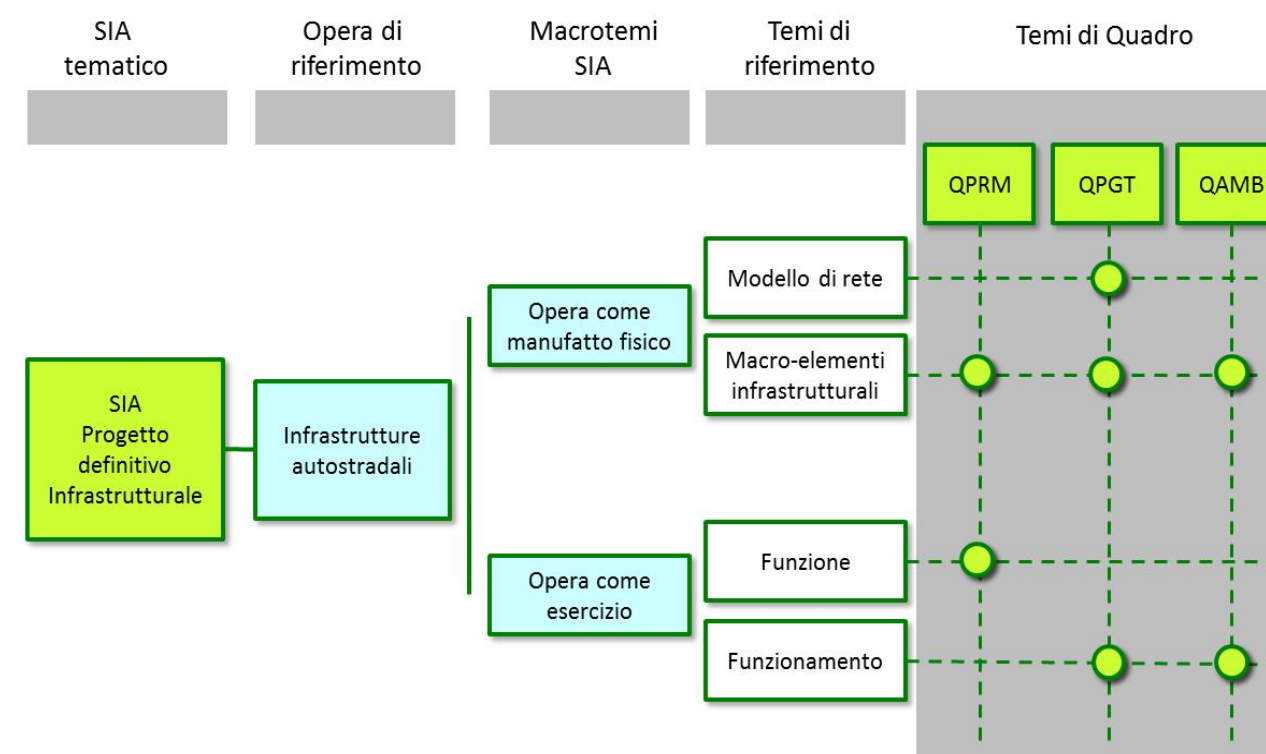 SIA
tematico
Opera di
riferimento
Macrotemi
SIA
Temi di
riferimento
Temi di Quadro
QPRM
QPGT
QAMB
Modello di rete
Opera come
manufatto fisico
Macro-elementi
infrastrutturali
SIA
Progetto
definitivo
Infrastrutturale
Infrastrutture
autostradali
Funzione
Opera come
esercizio
Funzionamento